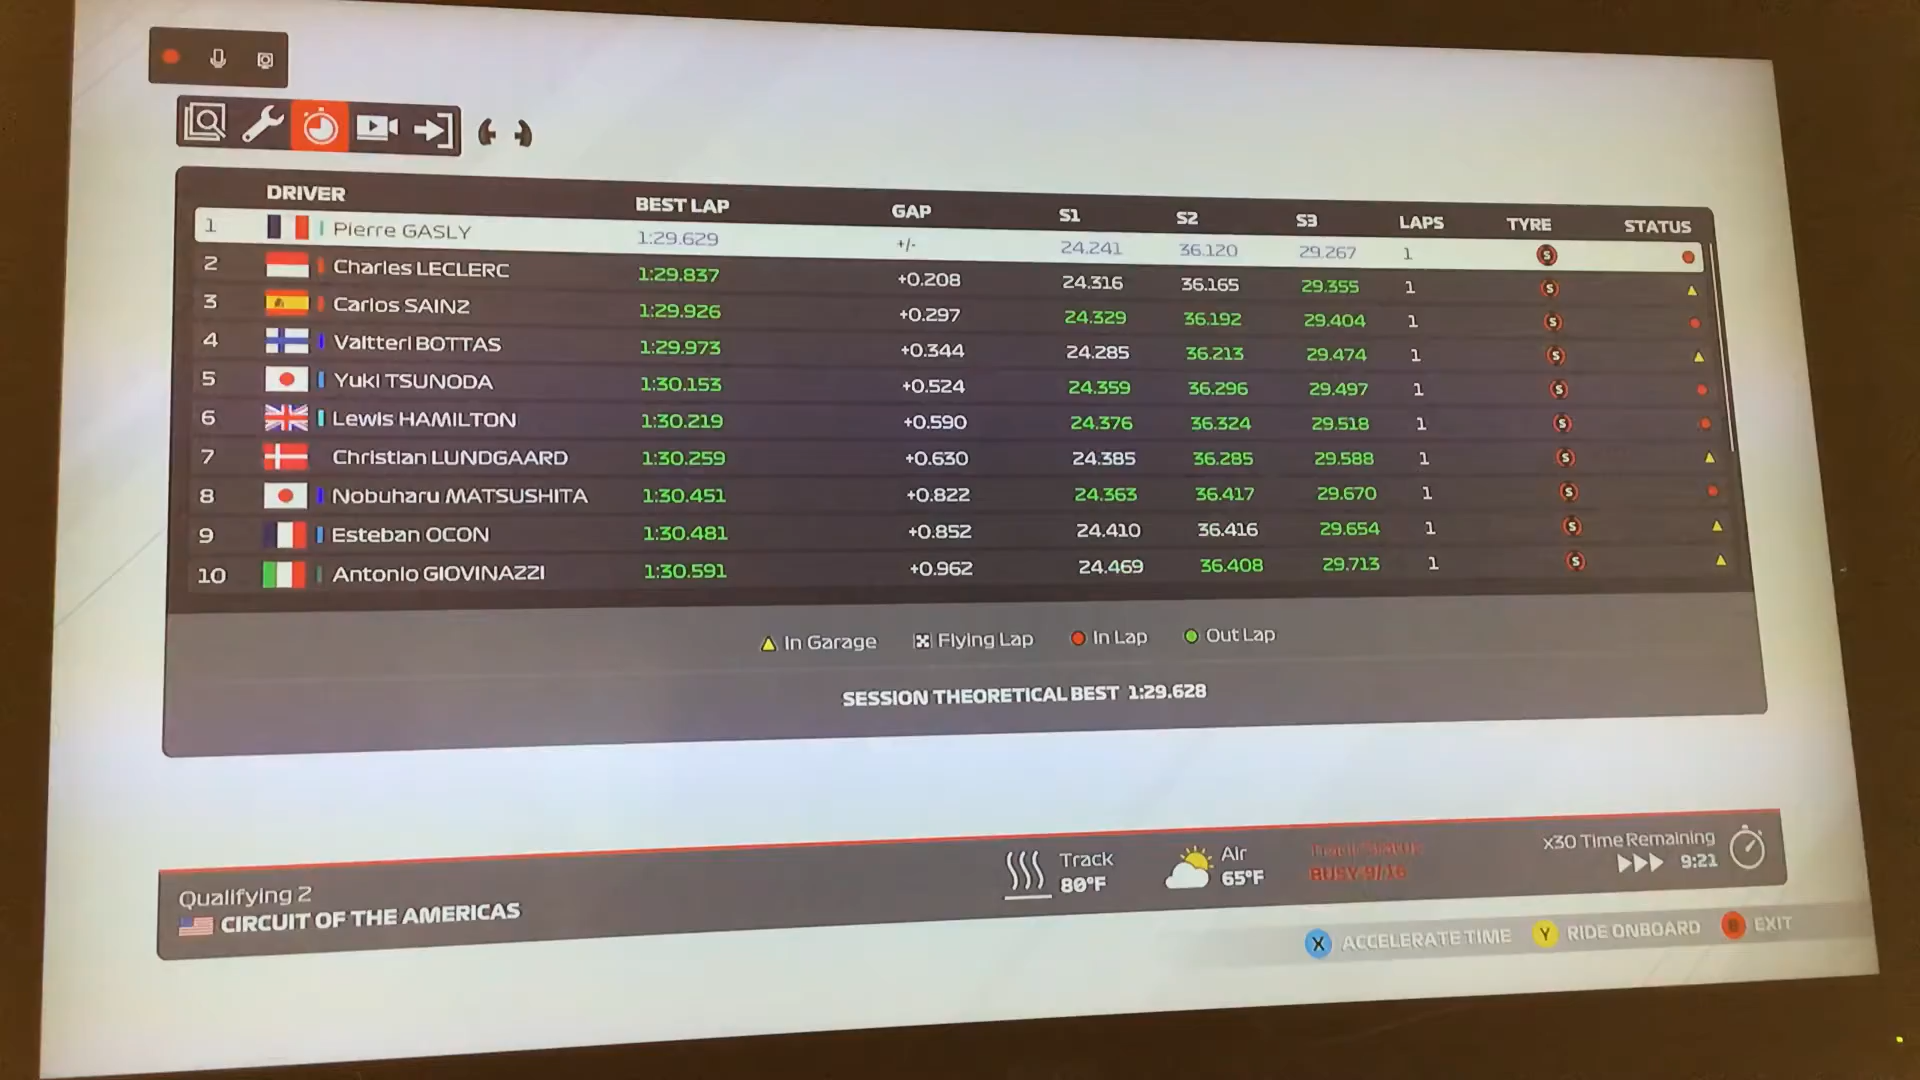 DRIVER BEST LAP GAP S1 S2 S3 LAPS TYRE STATUS
1 Pierre GASLY 1:29.629 +/- 24.241 36.120 29.267 1 S
2 Charles LECLERC 1:29.837 +0.208 24.316 36.165 29.355 1 S
3 Carlos SAINZ 1:29.926 +0.297 24.329 36.192 29.404 1 S
4 Valtteri BOTTAS 1:29.973 +0.344 24.285 36.213 29.474 1 S
5 Yuki TSUNODA 1:30.153 +0.524 24.359 36.296 29.497 1 S
6 Lewis HAMILTON 1:30.219 +0.590 24.376 36.324 29.518 1 S
7 Christian LUNDGAARD 1:30.259 +0.630 24.385 36.285 29.588 1 S
8 Nobuharu MATSUSHITA 1:30.451 +0.822 24.363 36.417 29.670 1 S
9 Esteban OCON 1:30.481 +0.852 24.410 36.416 29.654 1 S
10 Antonio GIOVINAZZI 1:30.591 +0.962 24.469 36.408 29.713 1 S
In Garage Flying Lap In Lap Out Lap
SESSION THEORETICAL BEST 1:29.628
Qualifying 2
CIRCUIT OF THE AMERICAS
Track
80°F
Air
65°F
Track Status
BUSY 9/16
x30 Time Remaining
9:21
X ACCELERATE TIME Y RIDE ONBOARD B EXIT